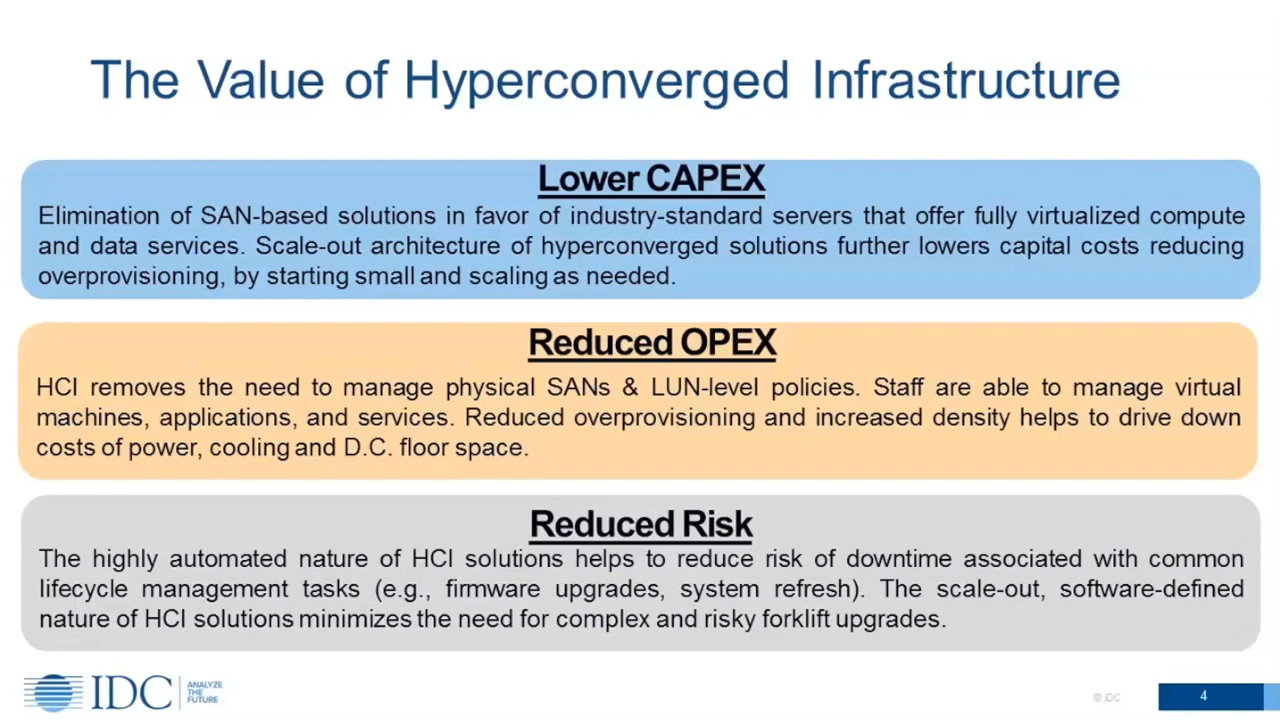 The Value of Hyperconverged Infrastructure
Lower CAPEX
Elimination of SAN-based solutions in favor of industry-standard servers that offer fully virtualized compute
and data services. Scale-out architecture of hyperconverged solutions further lowers capital costs reducing
overprovisioning, by starting small and scaling as needed.
Reduced OPEX
HCI removes the need to manage physical SANs & LUN-level policies. Staff are able to manage virtual
machines, applications, and services. Reduced overprovisioning and increased density helps to drive down
costs of power, cooling and D.C. floor space.
Reduced Risk
The highly automated nature of HCI solutions helps to reduce risk of downtime associated with common
lifecycle management tasks (e.g., firmware upgrades, system refresh). The scale-out, software-defined
nature of HCI solutions minimizes the need for complex and risky forklift upgrades.
IDC
ANALYZE
THE
FUTURE
© IDC
4